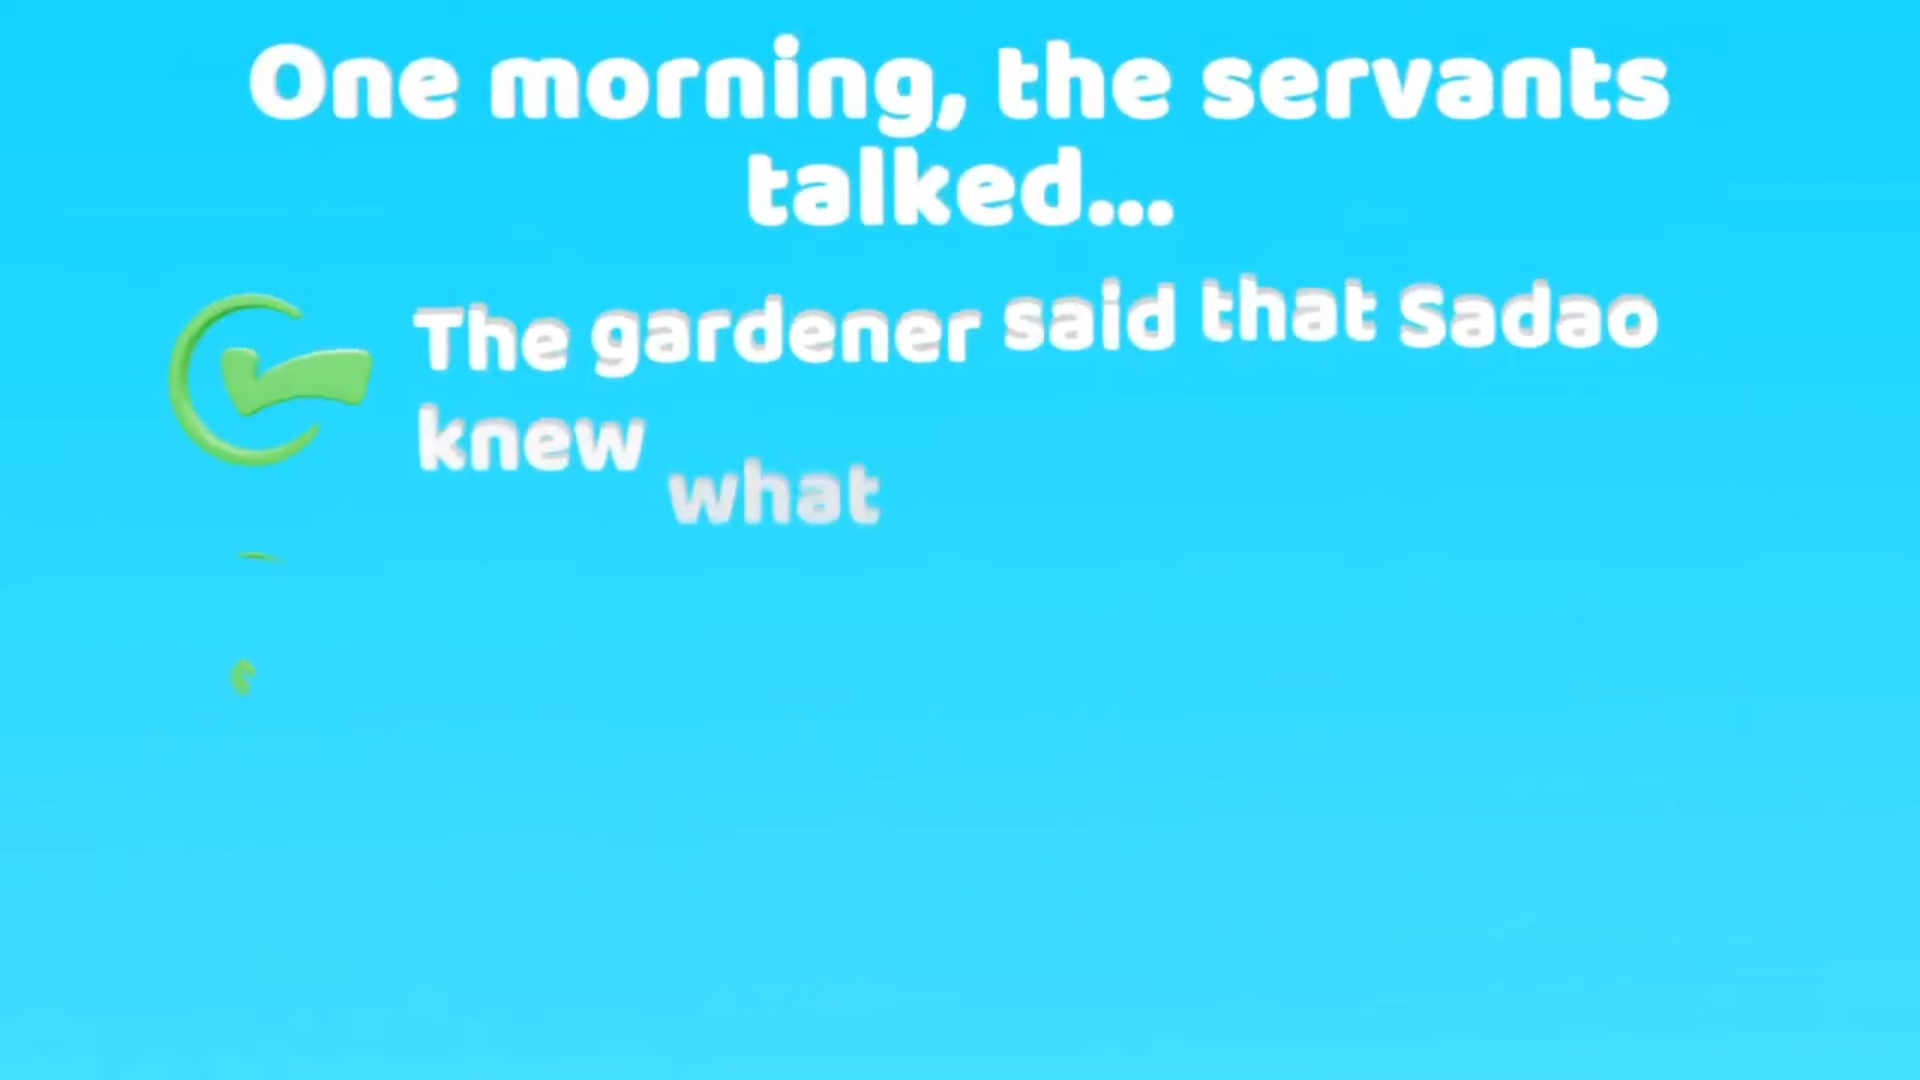 One morning, the servants
talked...
The gardener said that Sadao
knew what